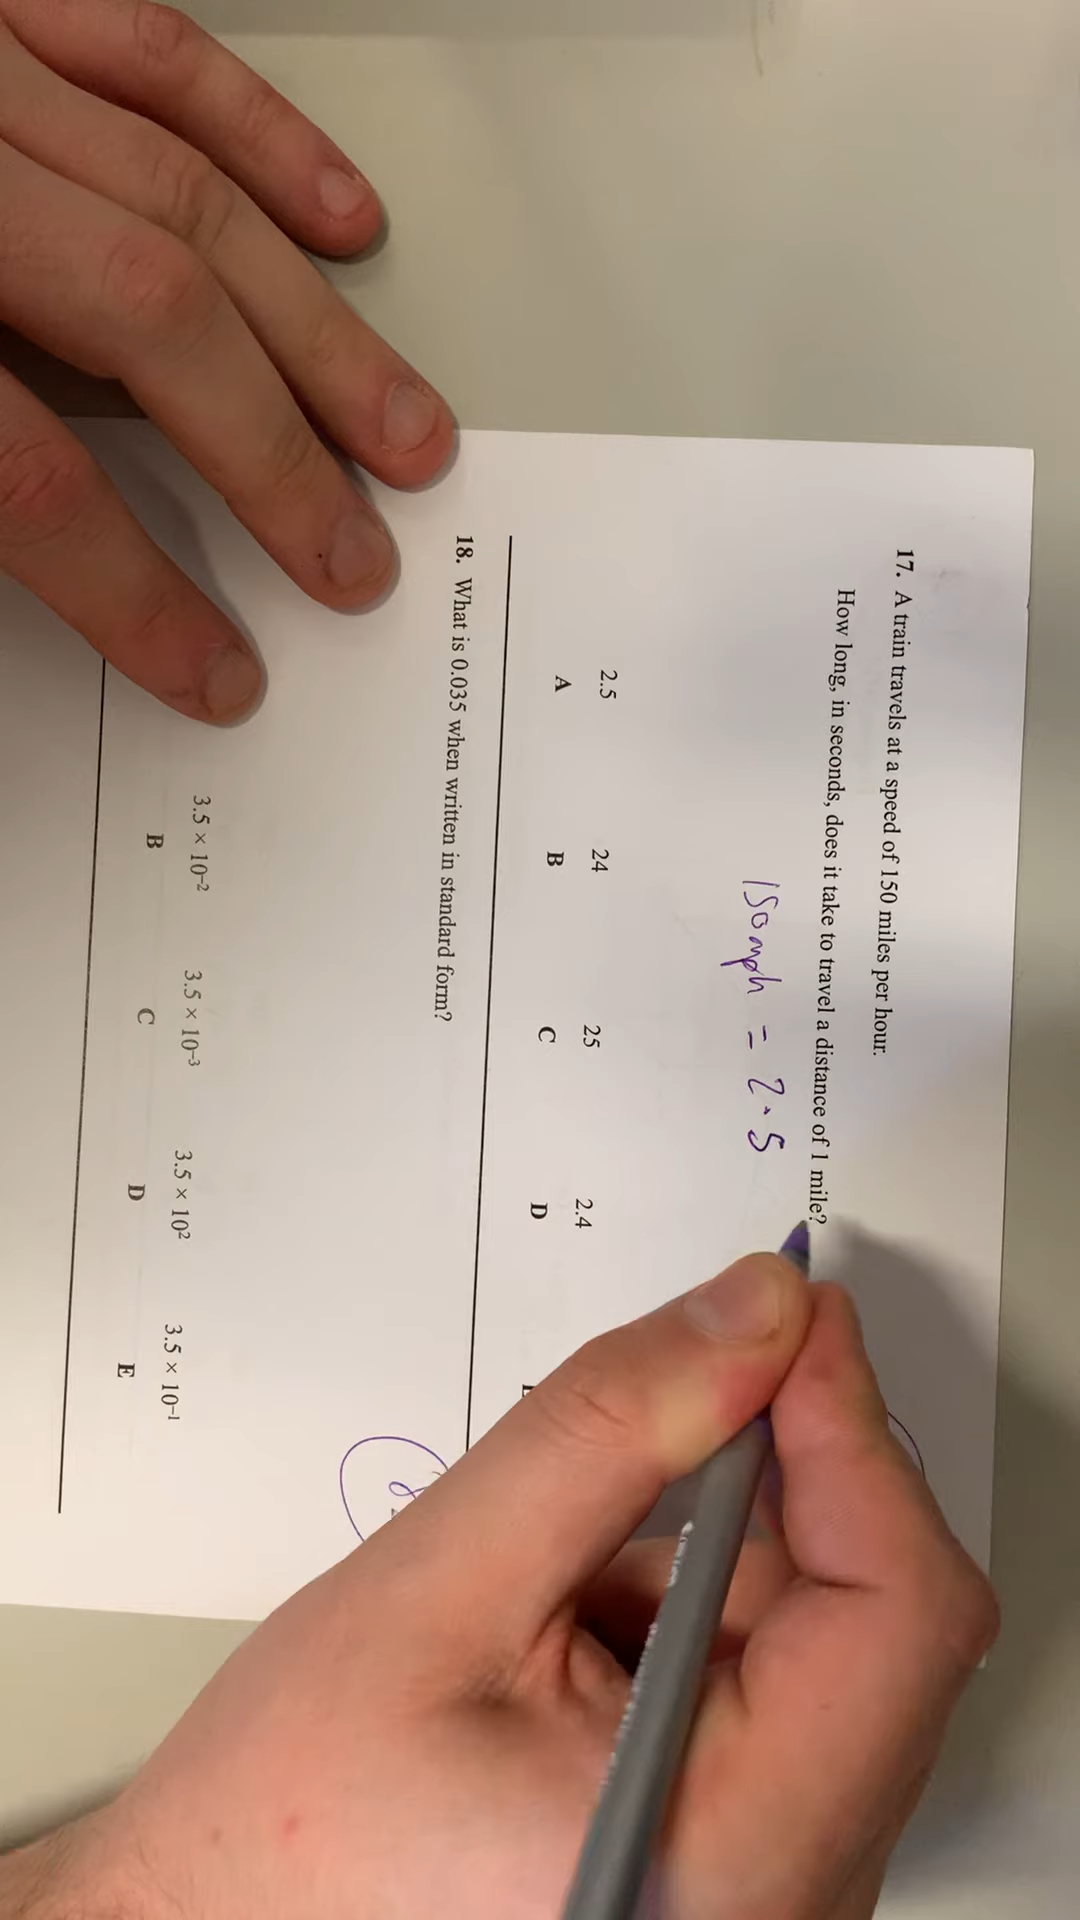 17. A train travels at a speed of 150 miles per hour.
How long, in seconds, does it take to travel a distance of 1 mile?
150mph = 2.5
2.5 24 25 2.4
A B C D
18. What is 0.035 when written in standard form?
3.5 × 10⁻² 3.5 × 10⁻³ 3.5 × 10² 3.5 × 10⁻¹
B C D E